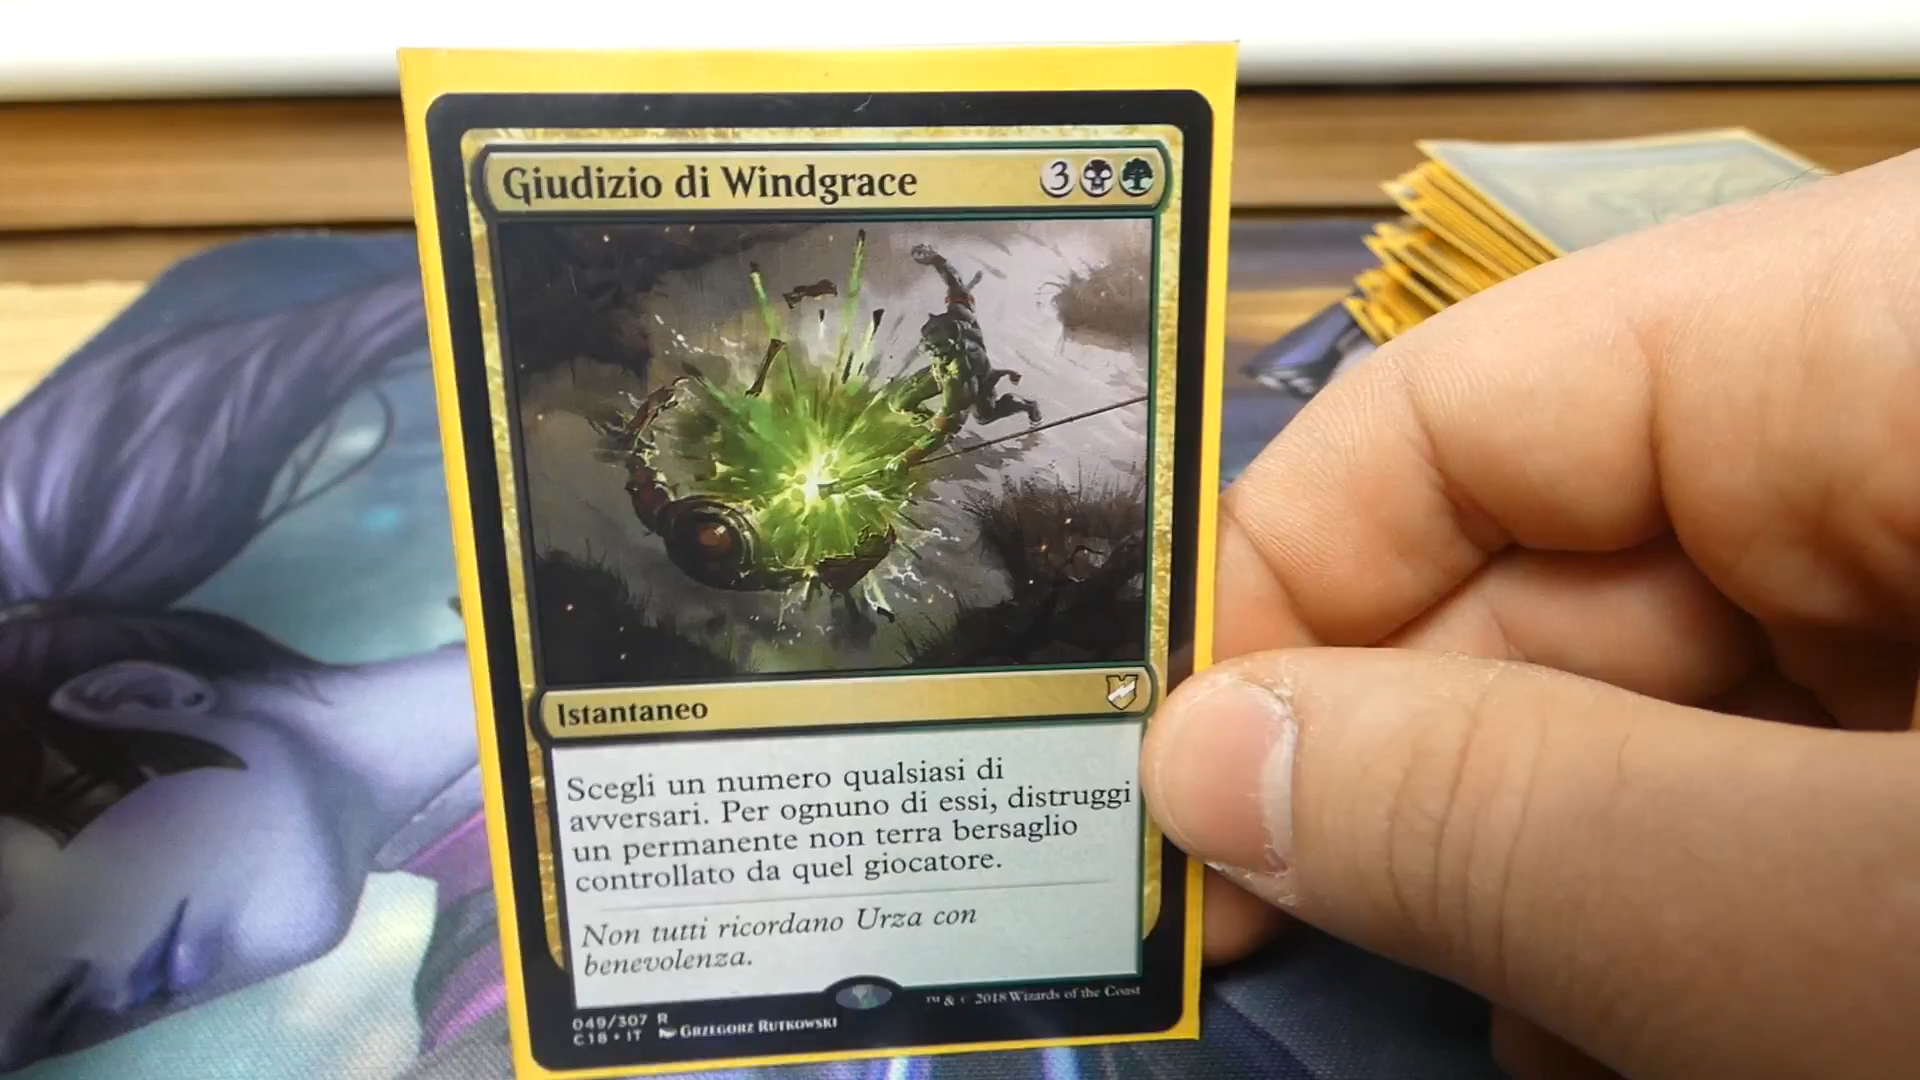 Giudizio di Windgrace 3
Istantaneo
Scegli un numero qualsiasi di
avversari. Per ognuno di essi, distruggi
un permanente non terra bersaglio
controllato da quel giocatore.
Non tutti ricordano Urza con
benevolenza.
™ & © 2018 Wizards of the Coast
049/307 R
C18 • IT Grzegorz Rutkowski